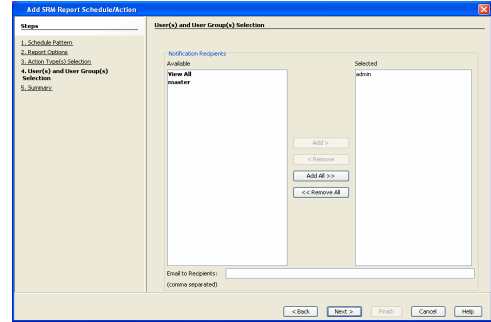 Add SRM Report Schedule/Action
Steps
1. Schedule Pattern
2. Report Options
3. Action Type(s) Selection
4. User(s) and User Group(s)
Selection
5. Summary
User(s) and User Group(s) Selection
Notification Recipients
Available
View All
master
Add >
< Remove
Add All >>
<< Remove All
Selected
admin
Email to Recipients:
(comma separated)
< Back
Next >
Finish
Cancel
Help